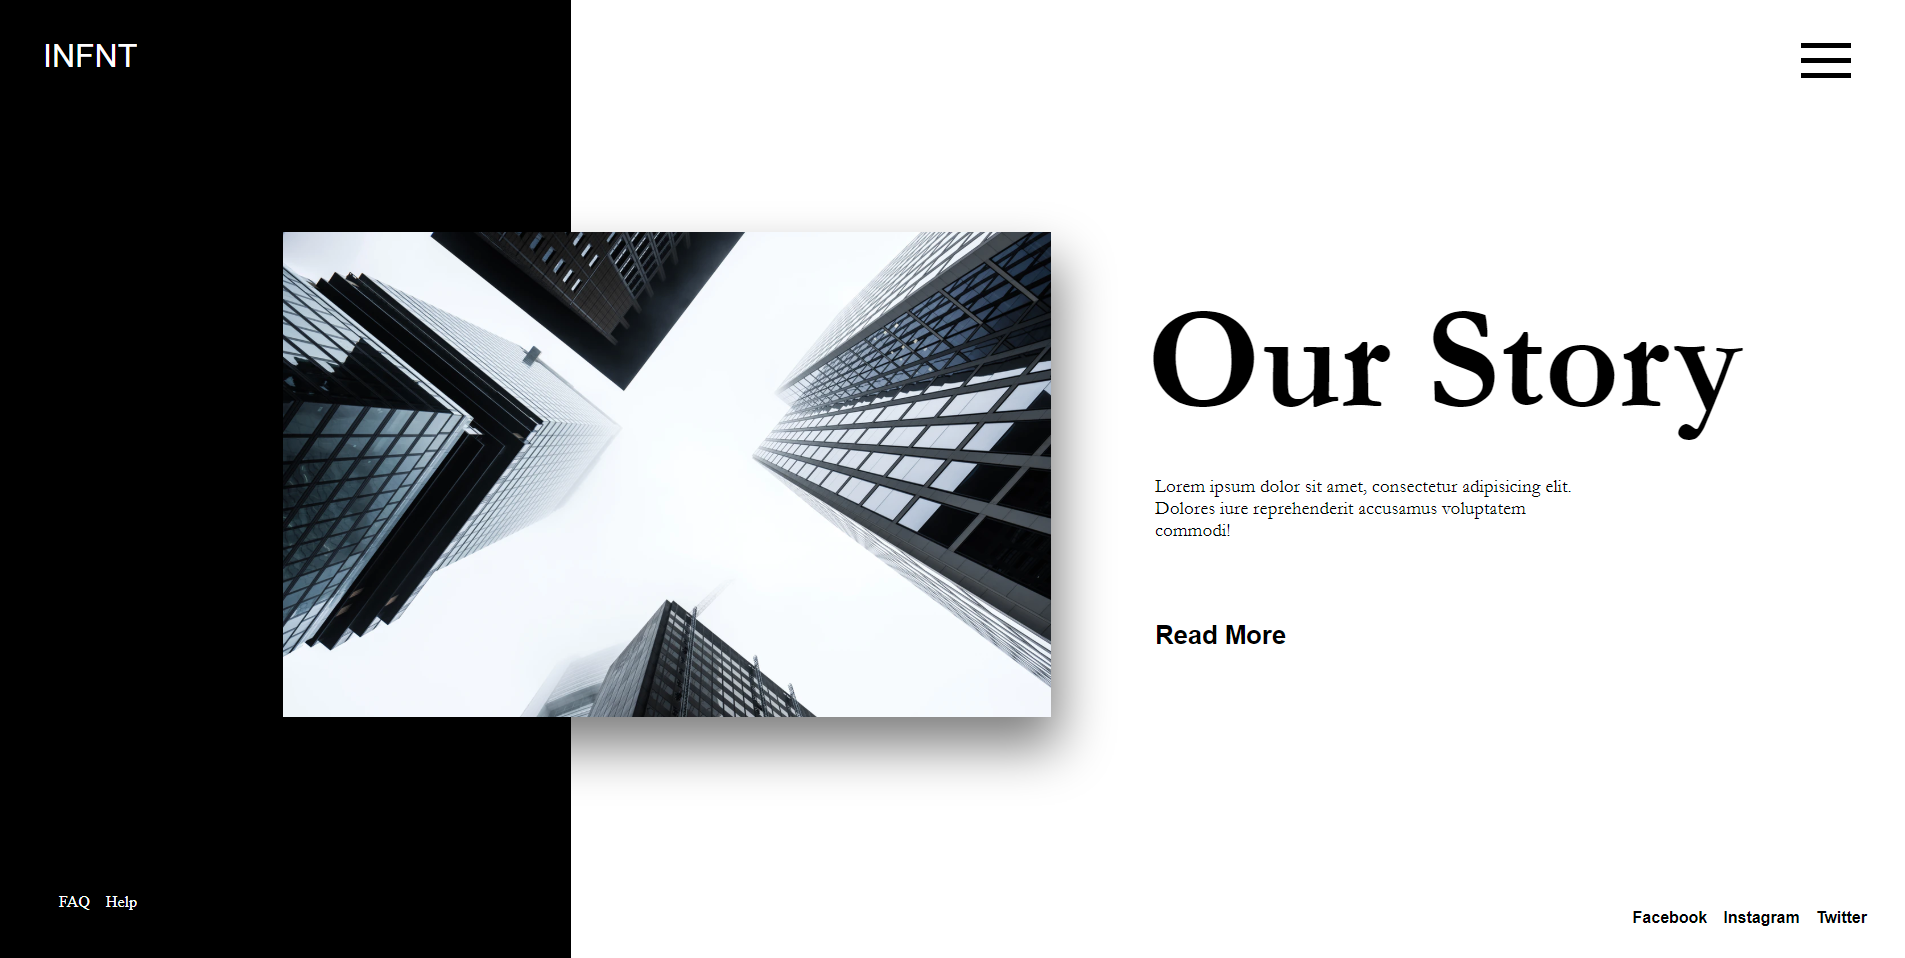 INFNT
Our Story
Lorem ipsum dolor sit amet, consectetur adipisicing elit.
Dolores iure reprehenderit accusamus voluptatem
commodi!
Read More
FAQ Help
Facebook Instagram Twitter